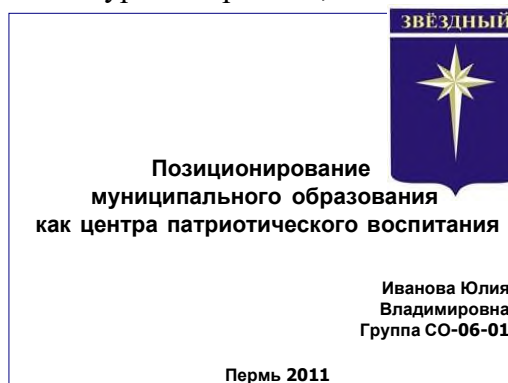 ЗВЁЗДНЫЙ
Позиционирование
муниципального образования
как центра патриотического воспитания
Иванова Юлия
Владимировна
Группа СО-06-01
Пермь 2011